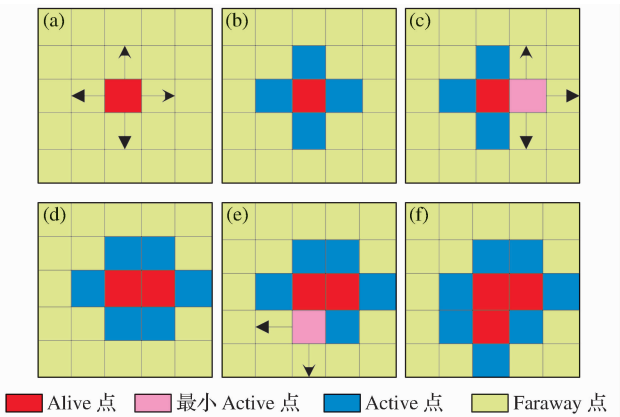 (a) (b) (c)
(d) (e) (f)
Alive 点 最小 Active 点 Active 点 Faraway 点